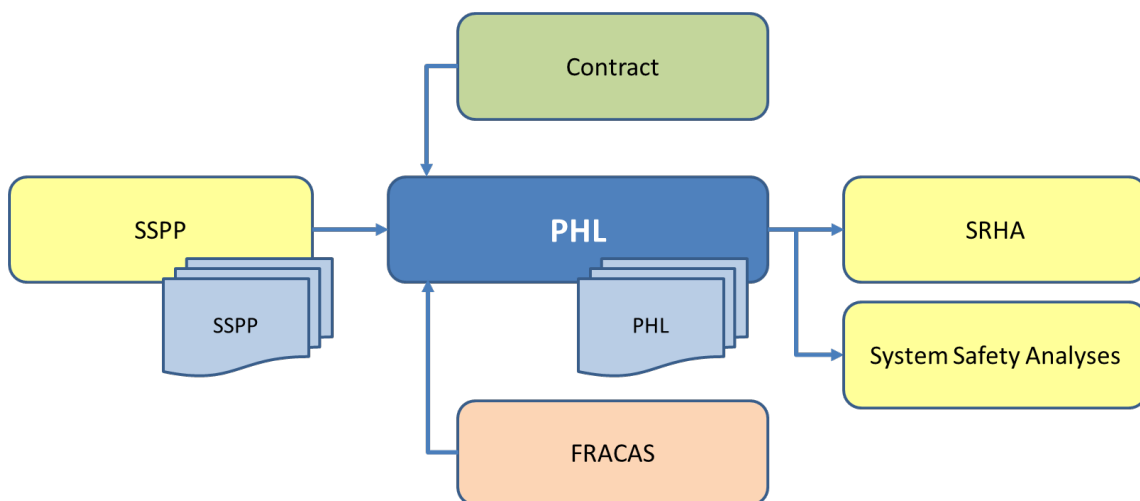 Contract
SSPP
PHL
SRHA
SSPP
PHL
System Safety Analyses
FRACAS